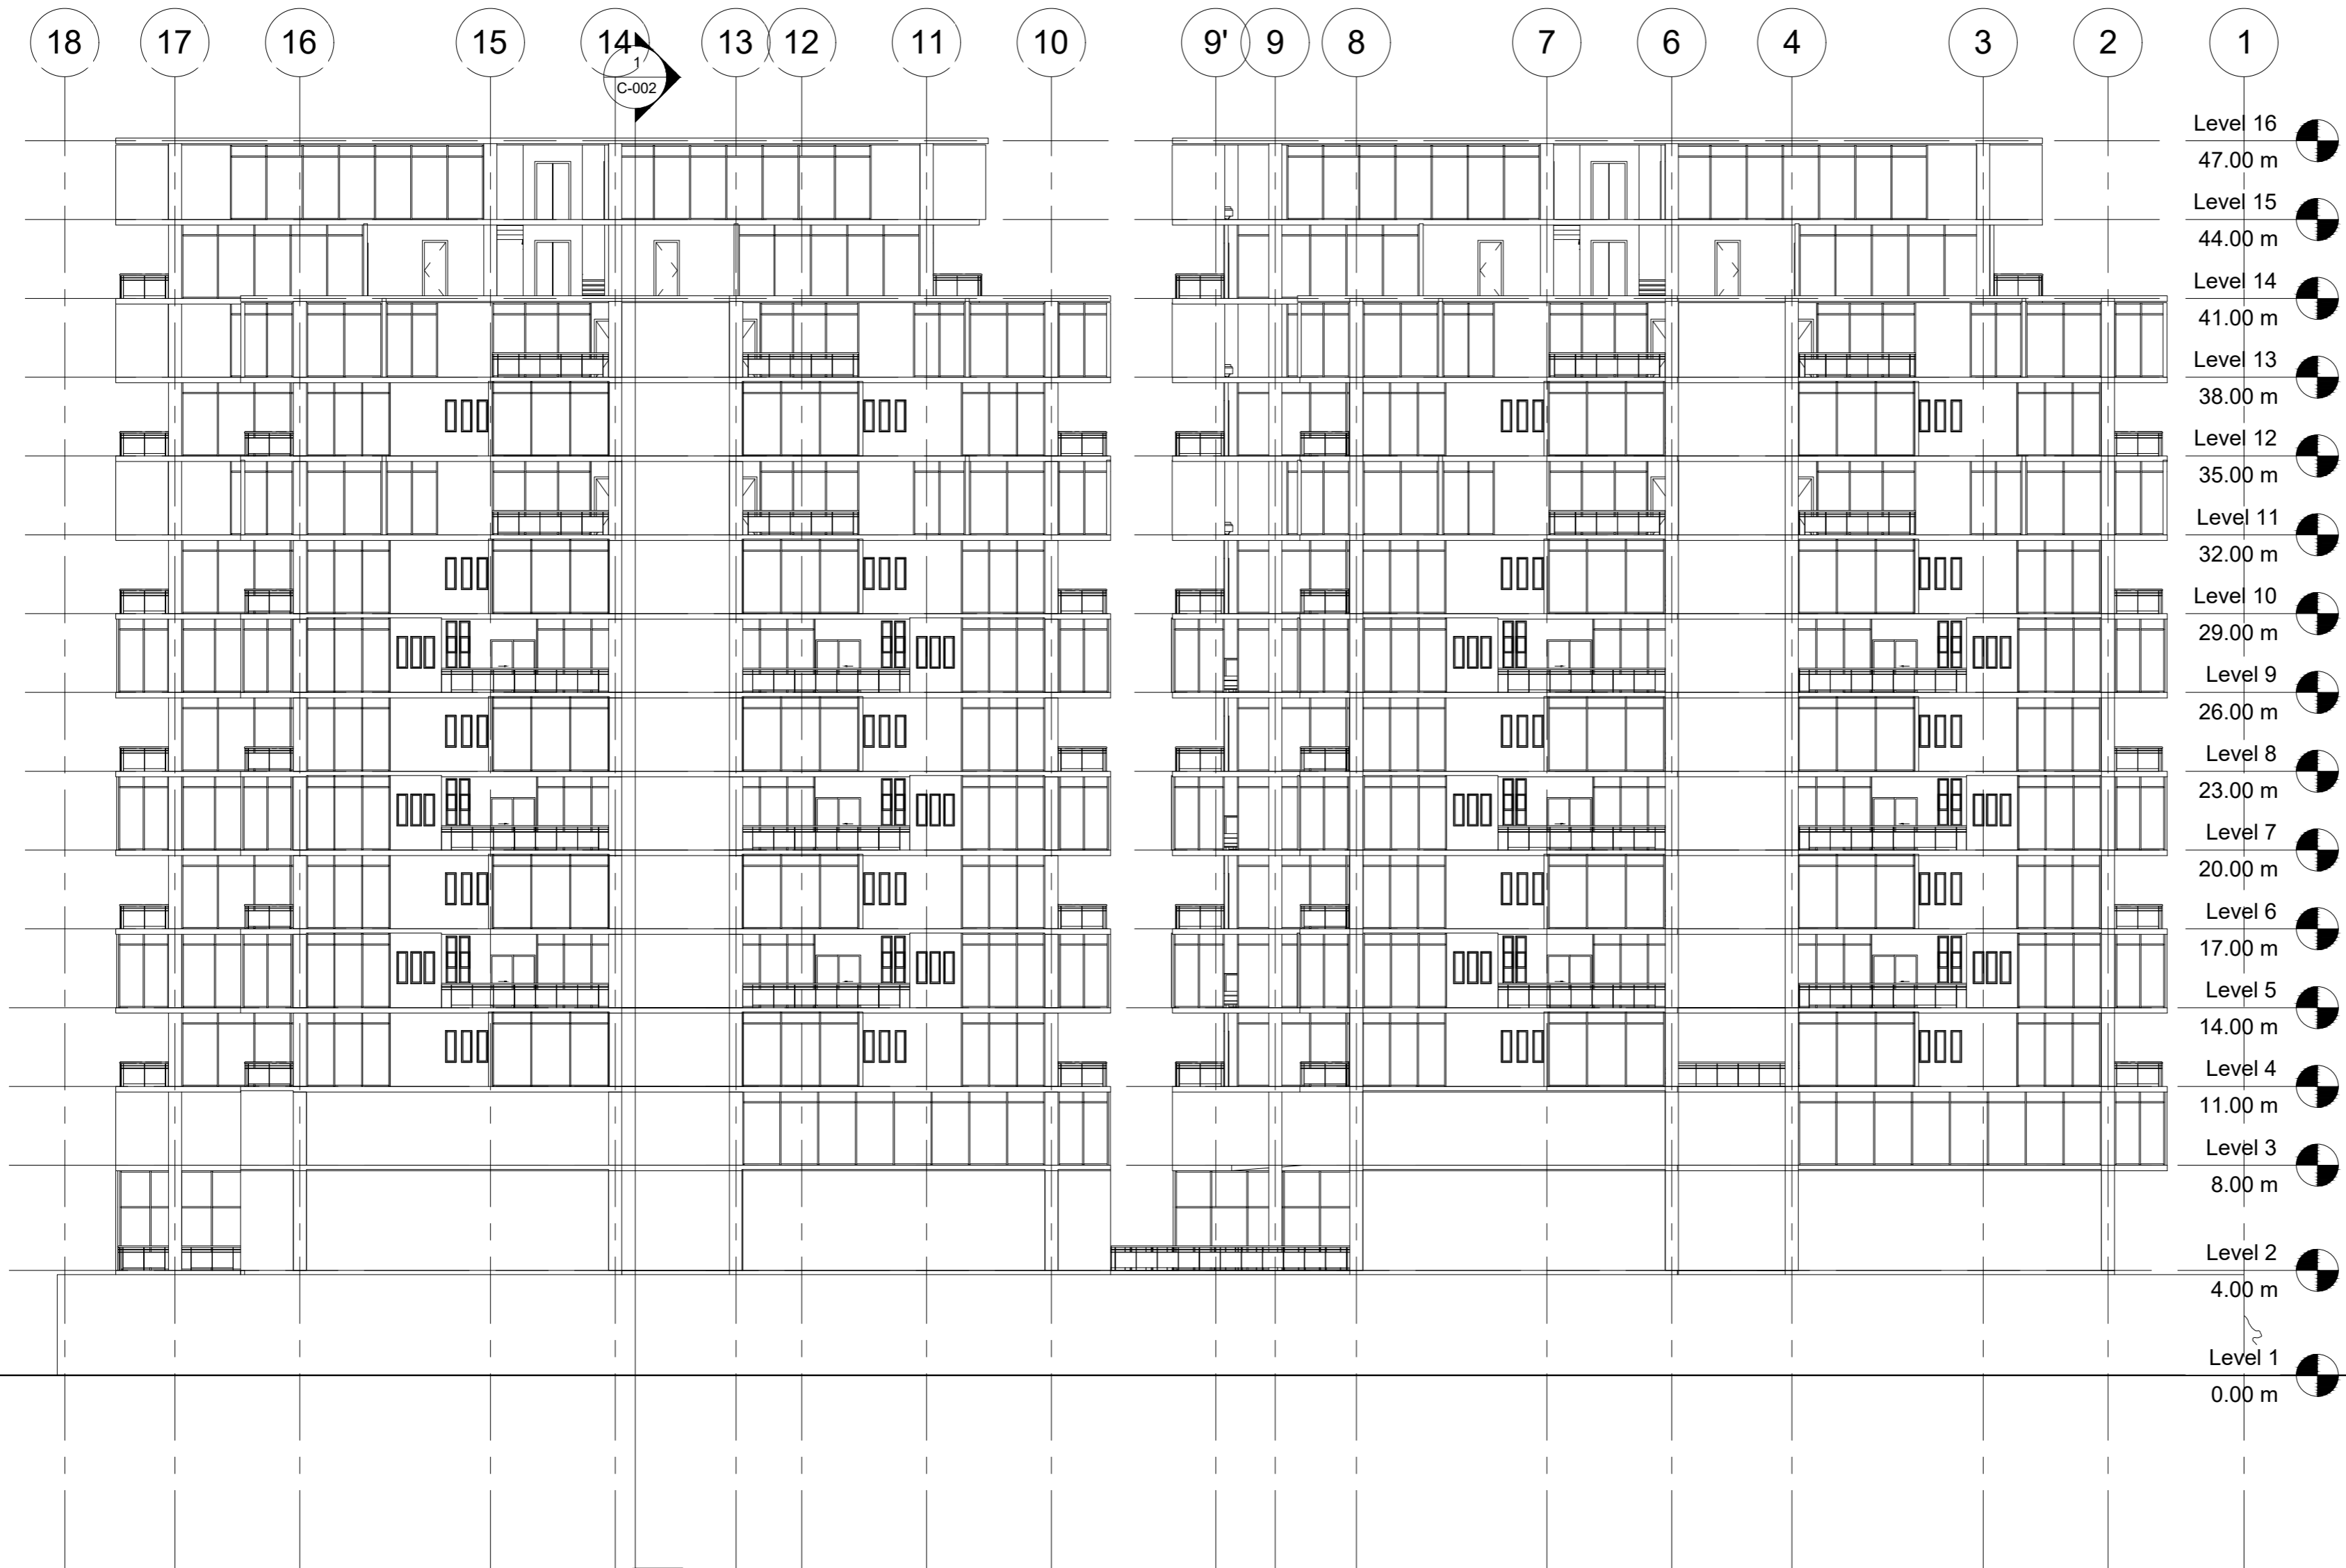 18 17 16 15 14 13 12 11 10 9' 9 8 7 6 4 3 2 1
1
C-002
Level 16
47.00 m
Level 15
44.00 m
Level 14
41.00 m
Level 13
38.00 m
Level 12
35.00 m
Level 11
32.00 m
Level 10
29.00 m
Level 9
26.00 m
Level 8
23.00 m
Level 7
20.00 m
Level 6
17.00 m
Level 5
14.00 m
Level 4
11.00 m
Level 3
8.00 m
Level 2
4.00 m
Level 1
0.00 m